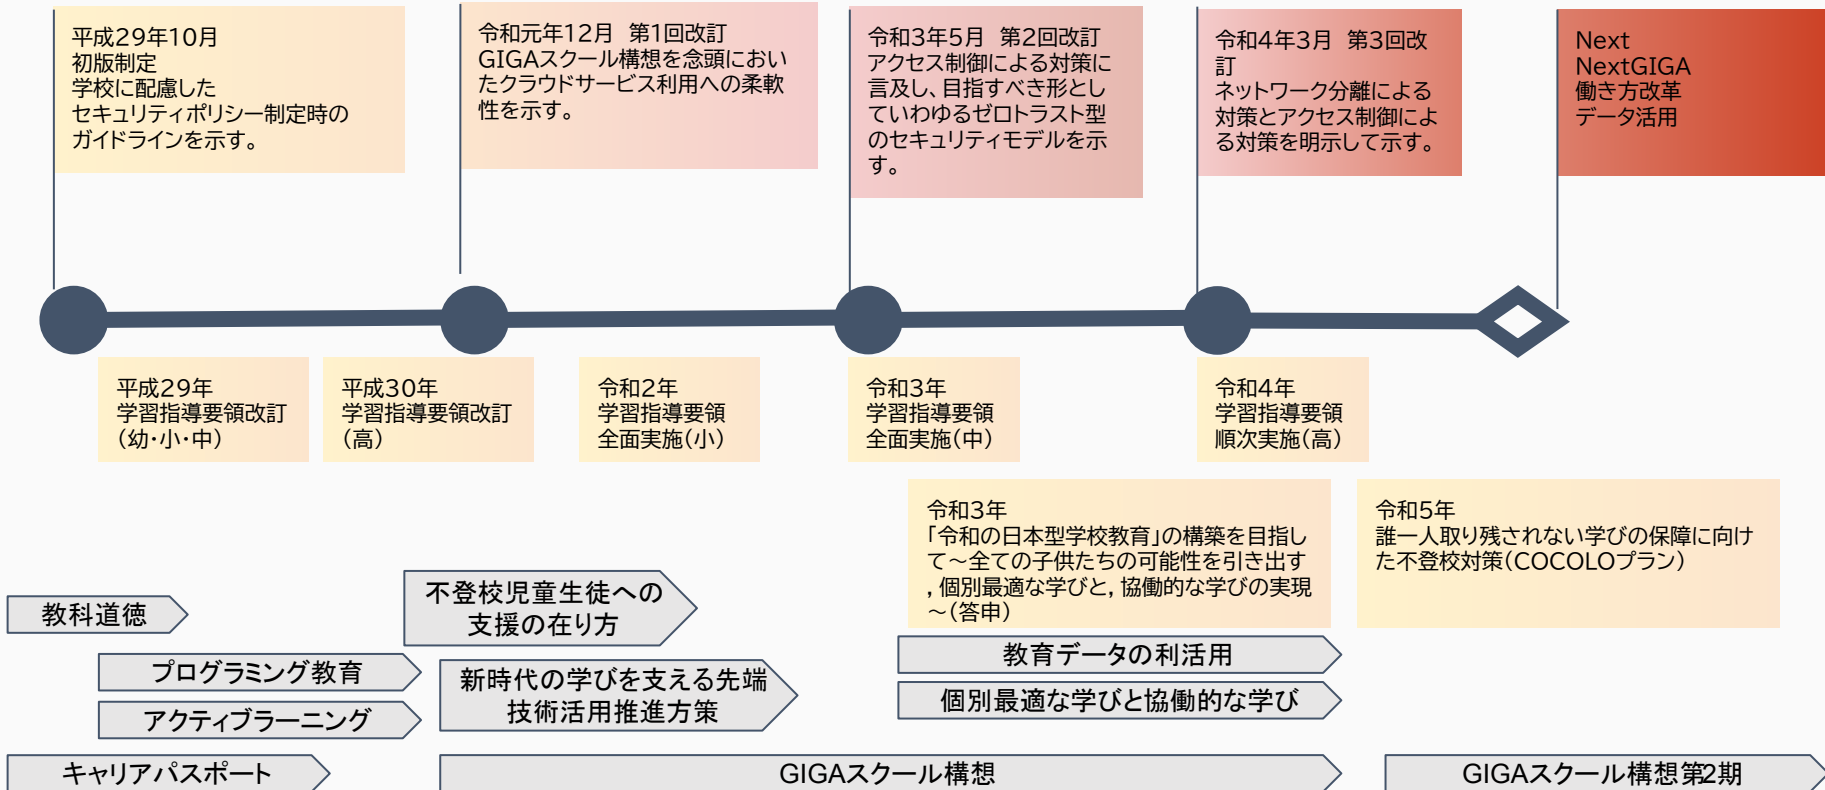 平成29年10月
初版制定
学校に配慮した
セキュリティポリシー制定時の
ガイドラインを示す。
令和元年12月 第1回改訂
GIGAスクール構想を念頭におい
たクラウドサービス利用への柔軟
性を示す。
令和3年5月 第2回改訂
アクセス制御による対策に
言及し、目指すべき形とし
ていわゆるゼロトラスト型
のセキュリティモデルを示
す。
令和4年3月 第3回改
訂
ネットワーク分離による
対策とアクセス制御によ
る対策を明示して示す。
Next
NextGIGA
働き方改革
データ活用
平成29年
学習指導要領改訂
(幼・小・中)
平成30年
学習指導要領改訂
(高)
令和2年
学習指導要領
全面実施(小)
令和3年
学習指導要領
全面実施(中)
令和4年
学習指導要領
順次実施(高)
令和3年
「令和の日本型学校教育」の構築を目指し
て~全ての子供たちの可能性を引き出す
,個別最適な学びと,協働的な学びの実現
~(答申)
令和5年
誰一人取り残されない学びの保障に向け
た不登校対策(COCOLOプラン)
教科道徳
不登校児童生徒への
支援の在り方
プログラミング教育
アクティブラーニング
新時代の学びを支える先端
技術活用推進方策
教育データの利活用
個別最適な学びと協働的な学び
キャリアパスポート
GIGAスクール構想
GIGAスクール構想第2期